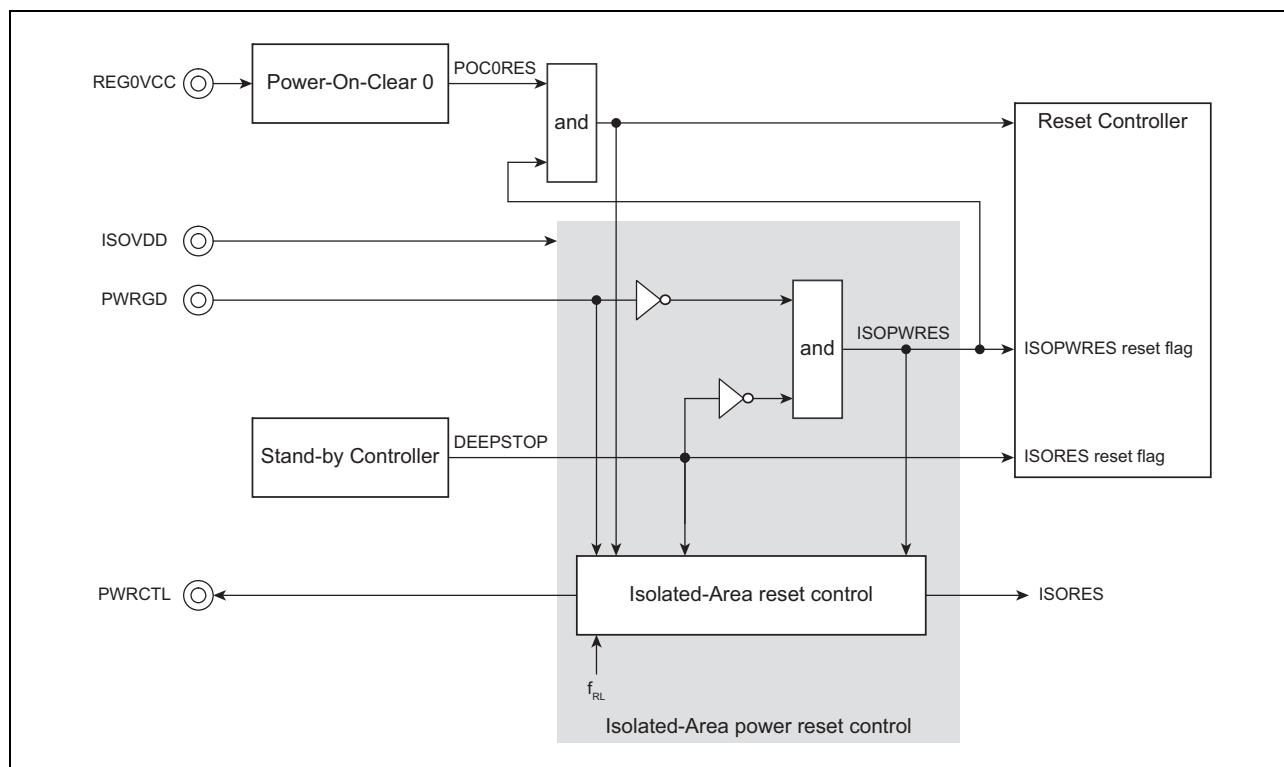 REG0VCC
Power-On-Clear 0
POC0RES
and
Reset Controller
ISOVDD
PWRGD
and
ISOPWRES
ISOPWRES reset flag
Stand-by Controller
DEEPSTOP
ISORES reset flag
PWRCTL
Isolated-Area reset control
ISORES
fRL
Isolated-Area power reset control